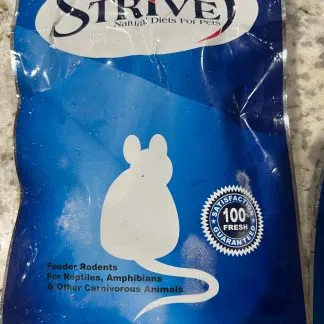 STRIVE
Natural Diets For Pets
SATISFACTION
100%
FRESH
GUARANTEED
Feeder Rodents
For Reptiles, Amphibians
& Other Carnivorous Animals